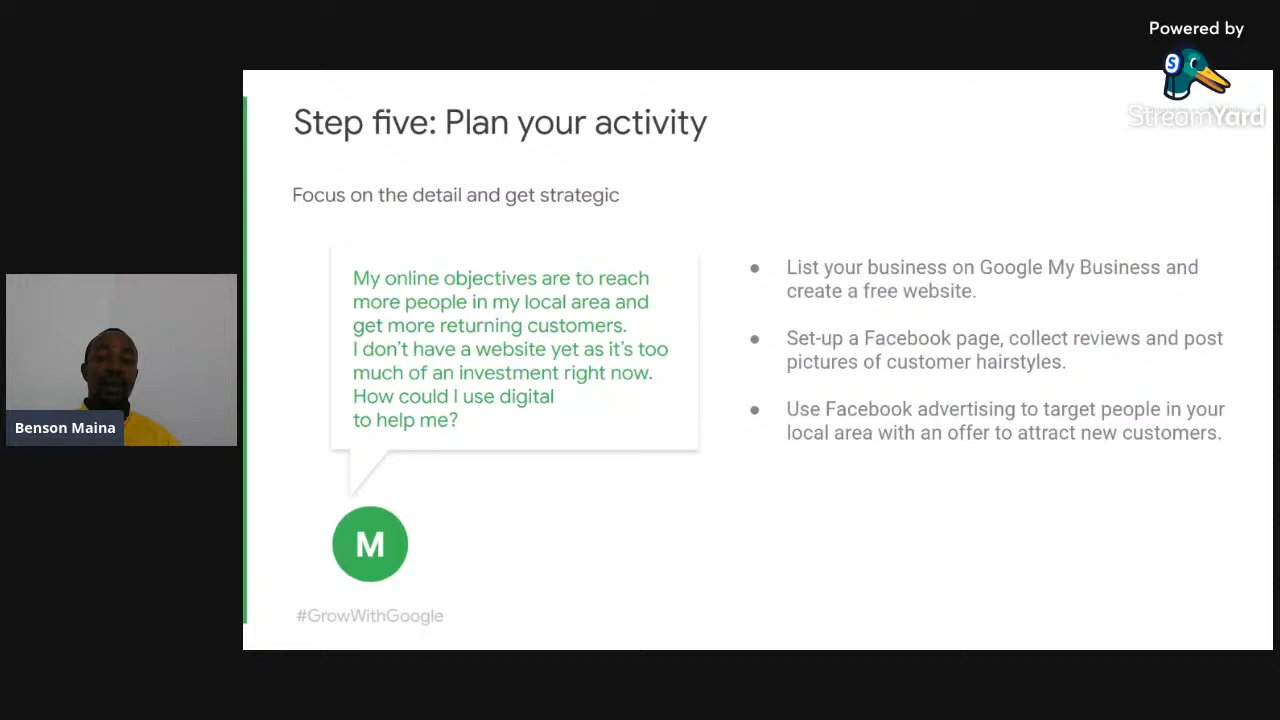 Powered by
S
StreamYard
Step five: Plan your activity
Focus on the detail and get strategic
My online objectives are to reach
more people in my local area and
get more returning customers.
I don't have a website yet as it's too
much of an investment right now.
How could I use digital
to help me?
M
• List your business on Google My Business and
create a free website.
• Set-up a Facebook page, collect reviews and post
pictures of customer hairstyles.
• Use Facebook advertising to target people in your
local area with an offer to attract new customers.
#GrowWithGoogle
Benson Maina